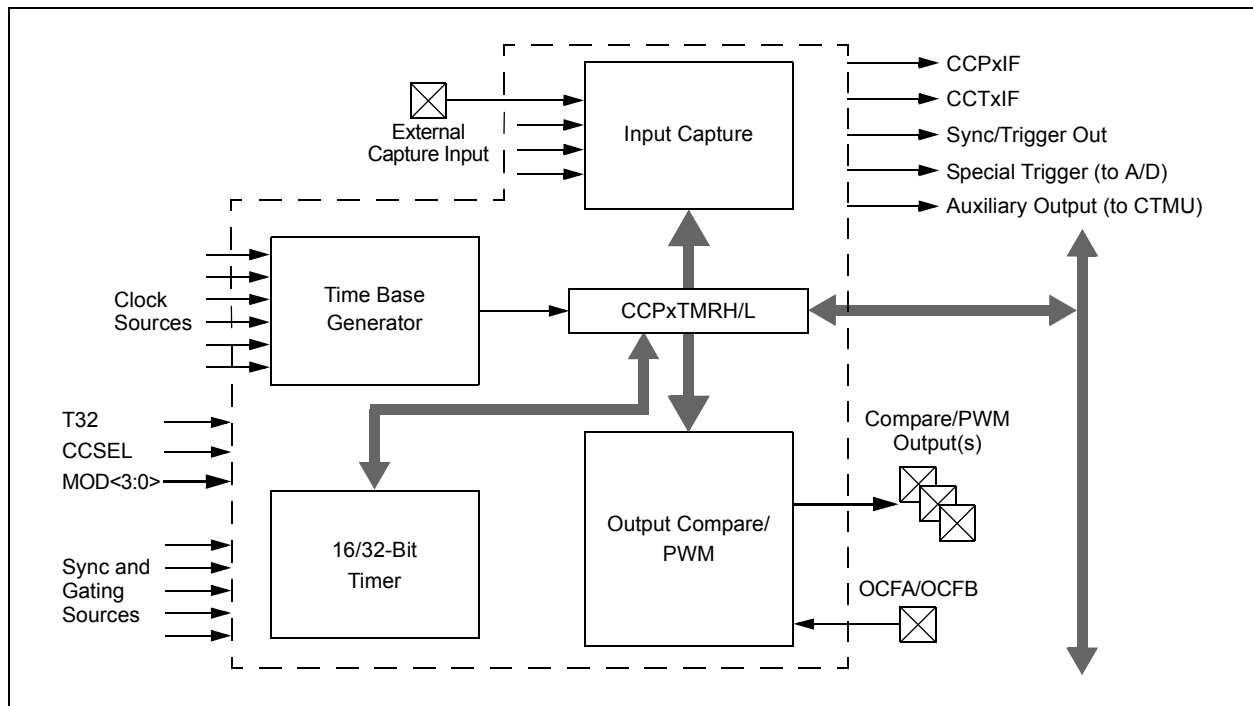 CCPxIF
CCTxIF
Sync/Trigger Out
Special Trigger (to A/D)
Auxiliary Output (to CTMU)
External
Capture Input
Input Capture
Clock
Sources
Time Base
Generator
CCPxTMRH/L
T32
CCSEL
MOD<3:0>
Sync and
Gating
Sources
16/32-Bit
Timer
Output Compare/
PWM
Compare/PWM
Output(s)
OCFA/OCFB